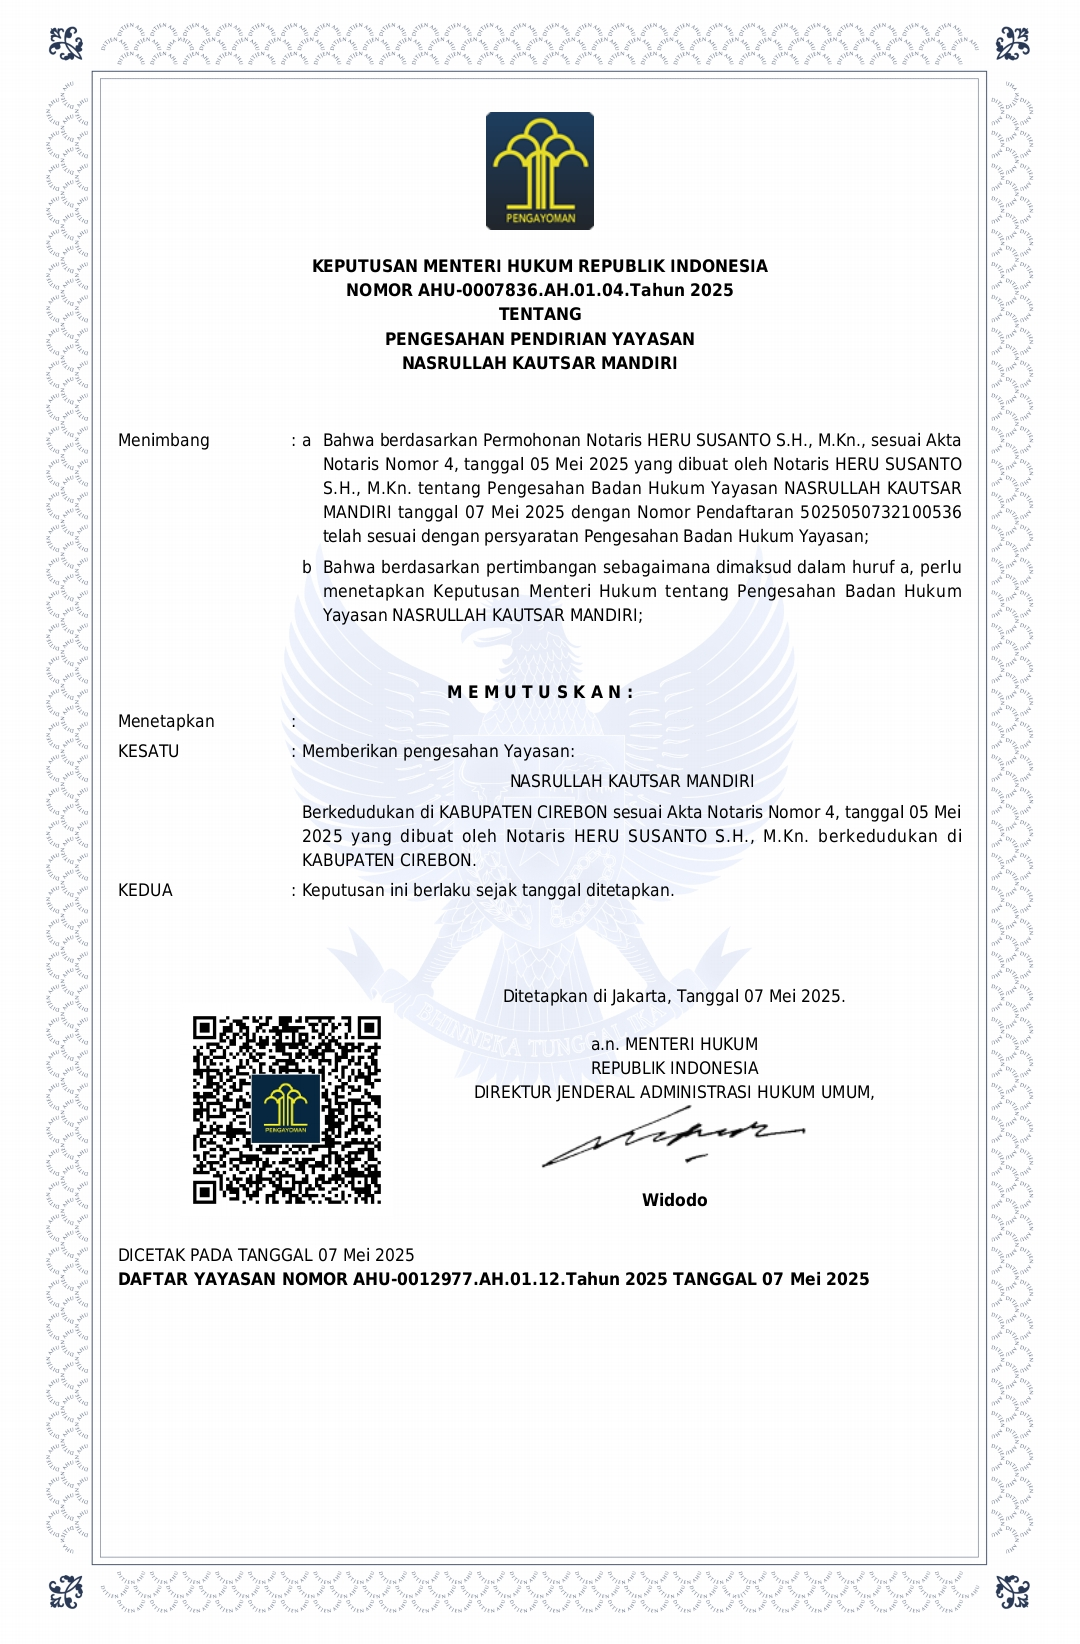 PENGAYOMAN
KEPUTUSAN MENTERI HUKUM REPUBLIK INDONESIA
NOMOR AHU-0007836.AH.01.04.Tahun 2025
TENTANG
PENGESAHAN PENDIRIAN YAYASAN
NASRULLAH KAUTSAR MANDIRI
Menimbang : a Bahwa berdasarkan Permohonan Notaris HERU SUSANTO S.H., M.Kn., sesuai Akta
Notaris Nomor 4, tanggal 05 Mei 2025 yang dibuat oleh Notaris HERU SUSANTO
S.H., M.Kn. tentang Pengesahan Badan Hukum Yayasan NASRULLAH KAUTSAR
MANDIRI tanggal 07 Mei 2025 dengan Nomor Pendaftaran 5025050732100536
telah sesuai dengan persyaratan Pengesahan Badan Hukum Yayasan;
b Bahwa berdasarkan pertimbangan sebagaimana dimaksud dalam huruf a, perlu
menetapkan Keputusan Menteri Hukum tentang Pengesahan Badan Hukum
Yayasan NASRULLAH KAUTSAR MANDIRI;
M E M U T U S K A N :
Menetapkan :
KESATU : Memberikan pengesahan Yayasan:
NASRULLAH KAUTSAR MANDIRI
Berkedudukan di KABUPATEN CIREBON sesuai Akta Notaris Nomor 4, tanggal 05 Mei
2025 yang dibuat oleh Notaris HERU SUSANTO S.H., M.Kn. berkedudukan di
KABUPATEN CIREBON.
KEDUA : Keputusan ini berlaku sejak tanggal ditetapkan.
Ditetapkan di Jakarta, Tanggal 07 Mei 2025.
BHINNEKA TUNGGAL IKA
a.n. MENTERI HUKUM
REPUBLIK INDONESIA
DIREKTUR JENDERAL ADMINISTRASI HUKUM UMUM,
PENGAYOMAN
Widodo
DICETAK PADA TANGGAL 07 Mei 2025
DAFTAR YAYASAN NOMOR AHU-0012977.AH.01.12.Tahun 2025 TANGGAL 07 Mei 2025